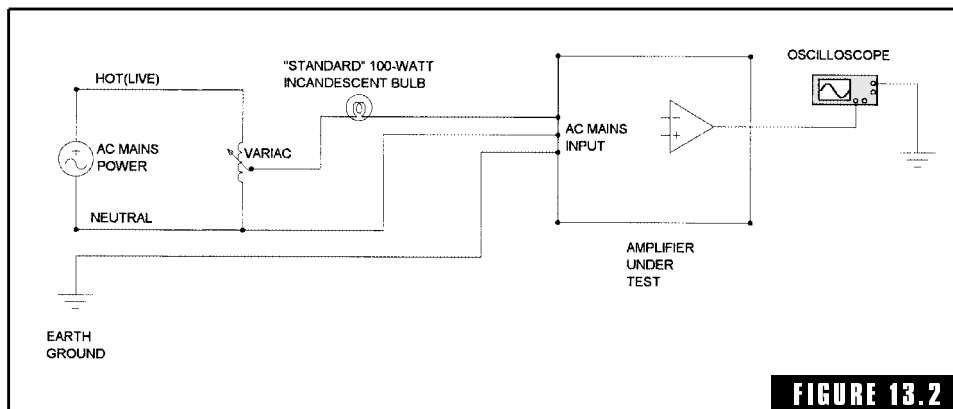 "STANDARD" 100-WATT
INCANDESCENT BULB
OSCILLOSCOPE
HOT(LIVE)
AC MAINS
POWER
VARIAC
AC MAINS
INPUT
NEUTRAL
AMPLIFIER
UNDER
TEST
EARTH
GROUND
FIGURE 13.2